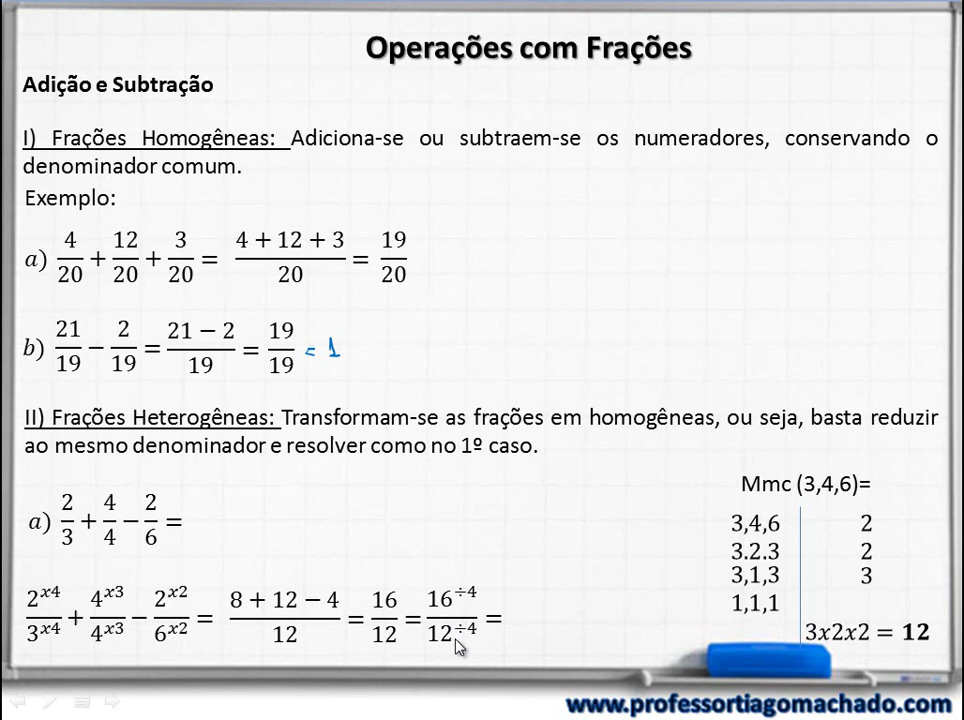 Operações com Frações
Adição e Subtração
I) Frações Homogêneas: Adiciona-se ou subtraem-se os numeradores, conservando o
denominador comum.
Exemplo:
a) 4/20 + 12/20 + 3/20 = (4 + 12 + 3)/20 = 19/20
b) 21/19 − 2/19 = (21 − 2)/19 = 19/19 = 1
II) Frações Heterogêneas: Transformam-se as frações em homogêneas, ou seja, basta reduzir
ao mesmo denominador e resolver como no 1º caso.
a) 2/3 + 4/4 − 2/6 =
2^x4/3^x4 + 4^x3/4^x3 − 2^x2/6^x2 = (8 + 12 − 4)/12 = 16/12 = 16^÷4/12^÷4 =
Mmc (3,4,6)=
3,4,6 2
3.2.3 2
3,1,3 3
1,1,1
3x2x2 = 12
www.professortiagomachado.com